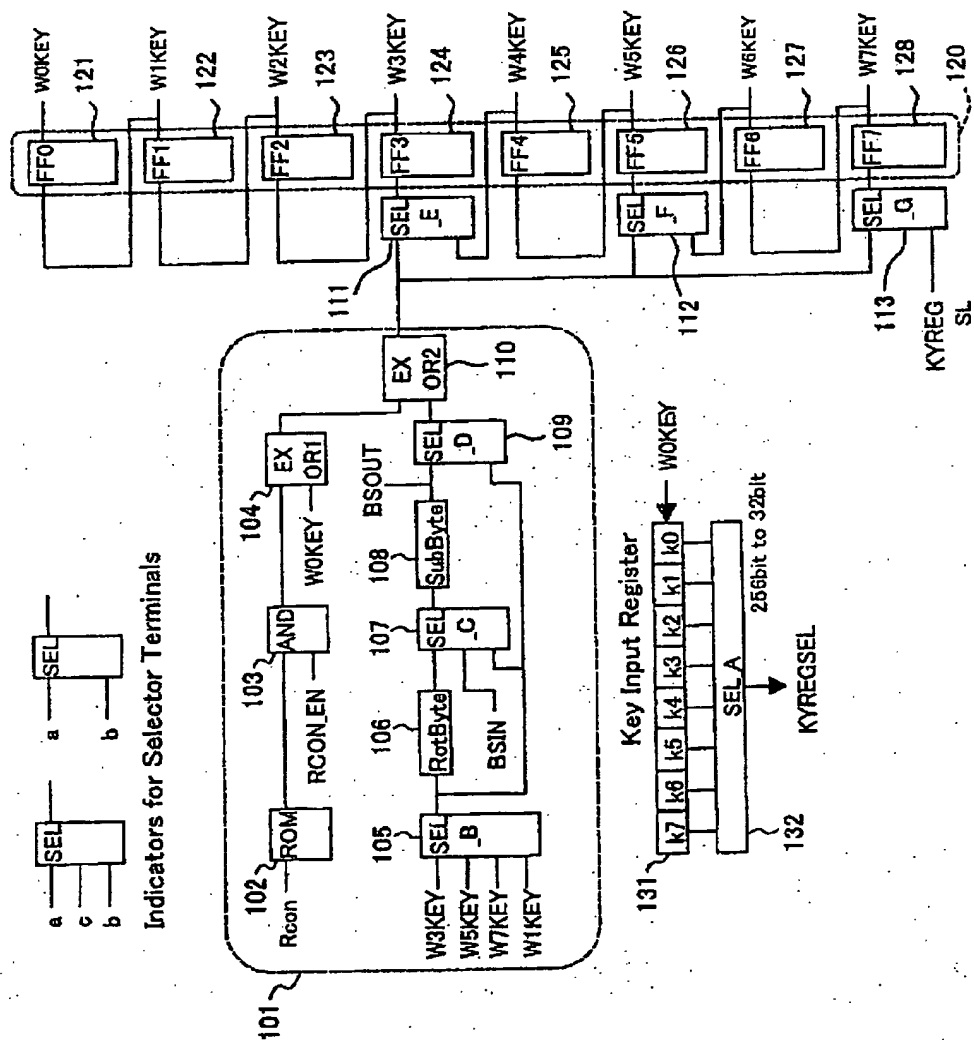 a
c
b
SEL
a
b
SEL
Indicators for Selector Terminals
101
Rcon
102
ROM
103
AND
RCON_EN
104
EX
OR1
W0KEY
W3KEY
W5KEY
W7KEY
W1KEY
105
SEL
_B
106
RotByte
BSIN
107
SEL
_C
108
SubByte
BSOUT
SEL
_D
109
EX
OR2
110
131
Key Input Register
k7
k6
k5
k4
k3
k2
k1
k0
W0KEY
SEL A
132
256bit to 32bit
KYREGSEL
111
SEL
_E
112
SEL
_F
113
SEL
_G
KYREG
SL
FF0
W0KEY
121
FF1
W1KEY
122
FF2
W2KEY
123
FF3
W3KEY
124
FF4
W4KEY
125
FF5
W5KEY
126
FF6
W6KEY
127
FF7
W7KEY
128
120